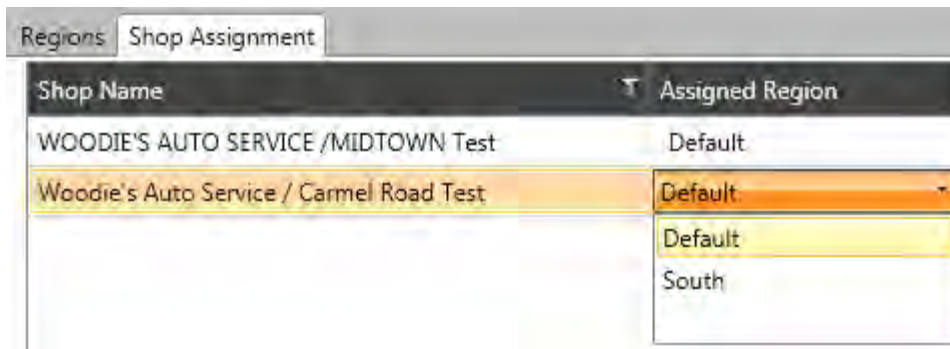 Regions Shop Assignment
Shop Name Assigned Region
WOODIE'S AUTO SERVICE /MIDTOWN Test Default
Woodie's Auto Service / Carmel Road Test Default
Default
South